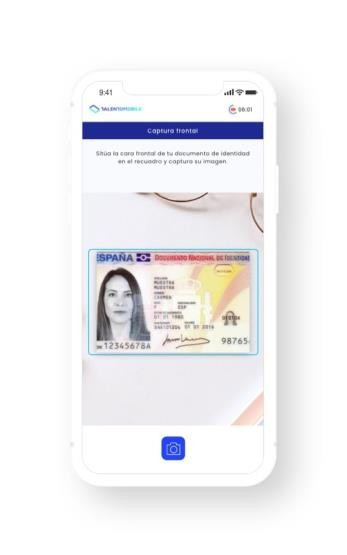 9:41
TALENTOMOBILE
06:01
Captura frontal
Sitúa la cara frontal de tu documento de identidad
en el recuadro y captura su imagen.
ESPAÑA DOCUMENTO NACIONAL DE IDENTIDAD
MUESTRA
MUESTRA
CARMEN
F ESP
01 01 1980
01 01 2016
12345678A
98765